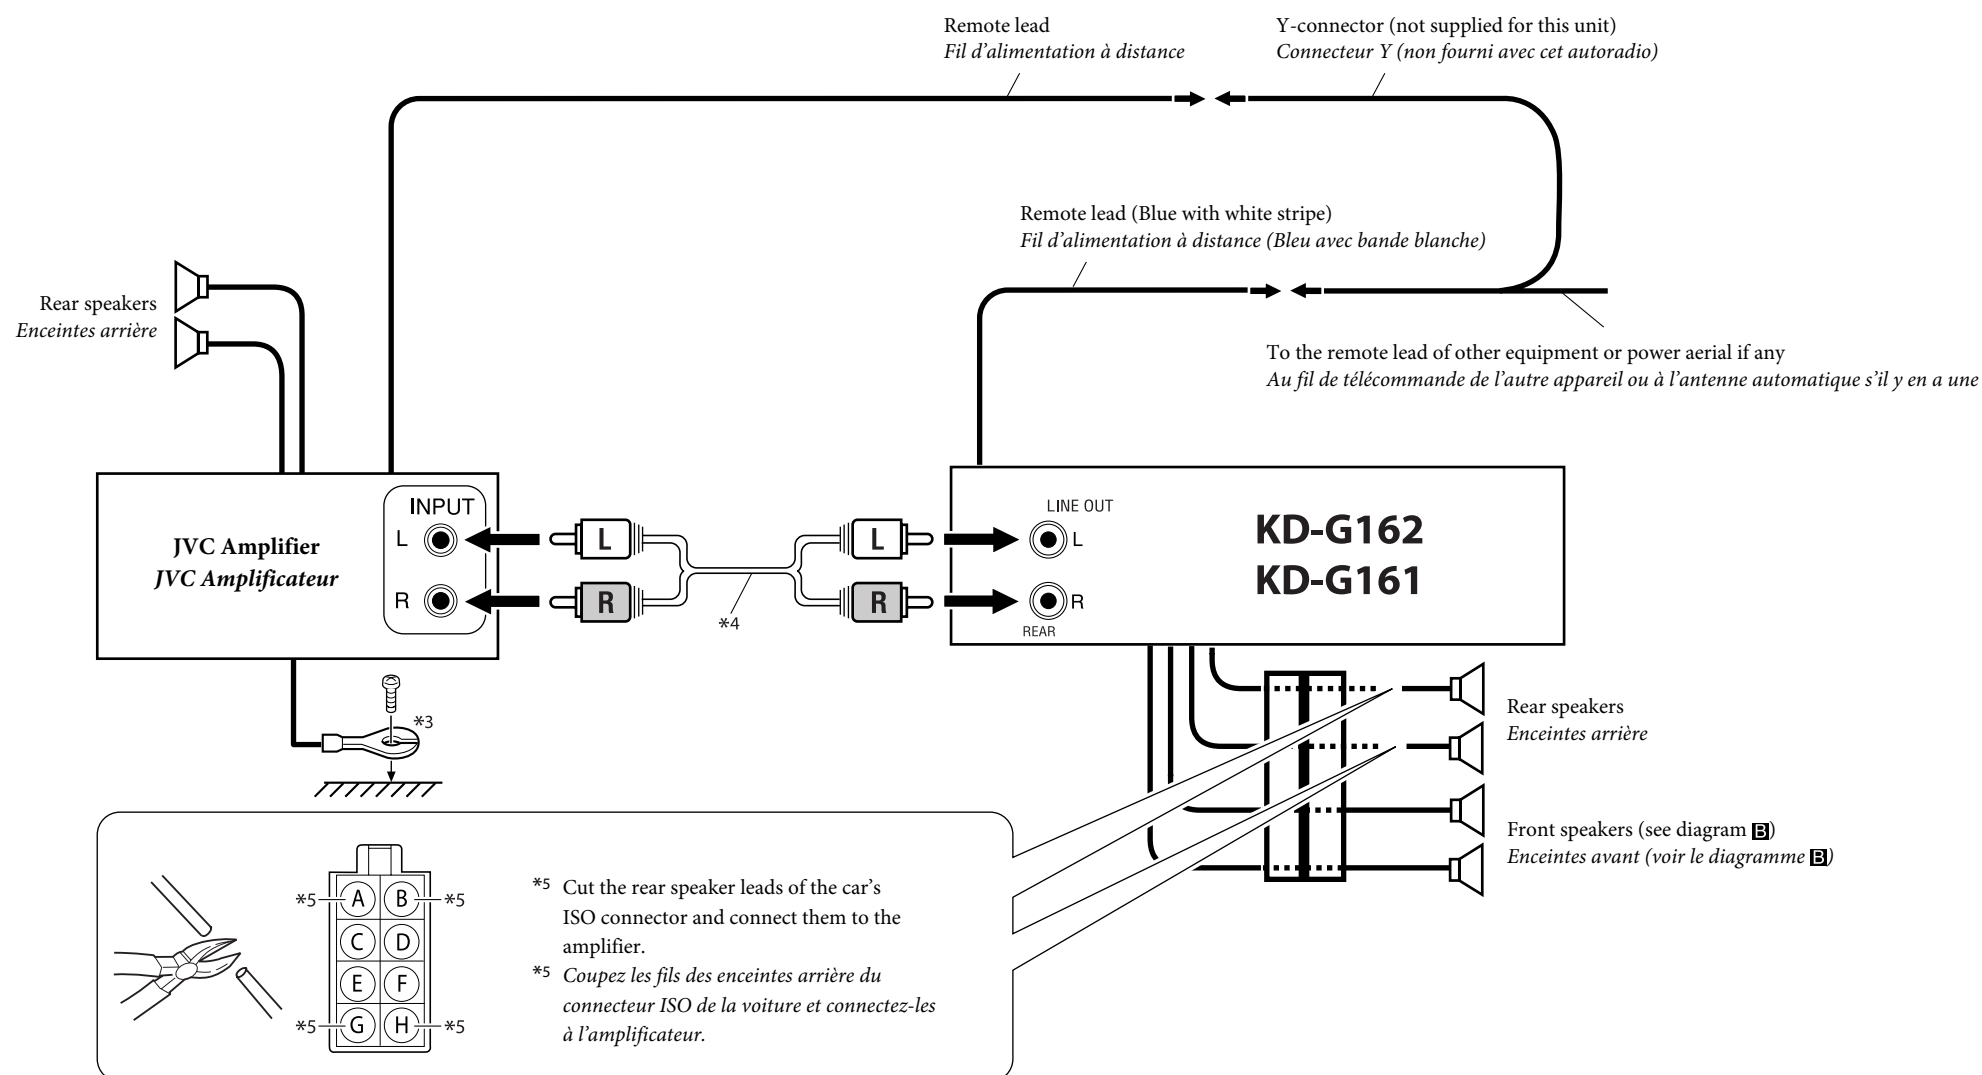 Remote lead
Fil d’alimentation à distance
Y-connector (not supplied for this unit)
Connecteur Y (non fourni avec cet autoradio)
Remote lead (Blue with white stripe)
Fil d’alimentation à distance (Bleu avec bande blanche)
Rear speakers
Enceintes arrière
To the remote lead of other equipment or power aerial if any
Au fil de télécommande de l’autre appareil ou à l’antenne automatique s’il y en a une
JVC Amplifier
JVC Amplificateur
INPUT
L
R
L
R
*4
L
R
LINE OUT
L
R
REAR
KD-G162
KD-G161
*3
Rear speakers
Enceintes arrière
Front speakers (see diagram B)
Enceintes avant (voir le diagramme B)
*5 A B *5
C D
E F
*5 G H *5
*5 Cut the rear speaker leads of the car’s
ISO connector and connect them to the
amplifier.
*5 Coupez les fils des enceintes arrière du
connecteur ISO de la voiture et connectez-les
à l’amplificateur.